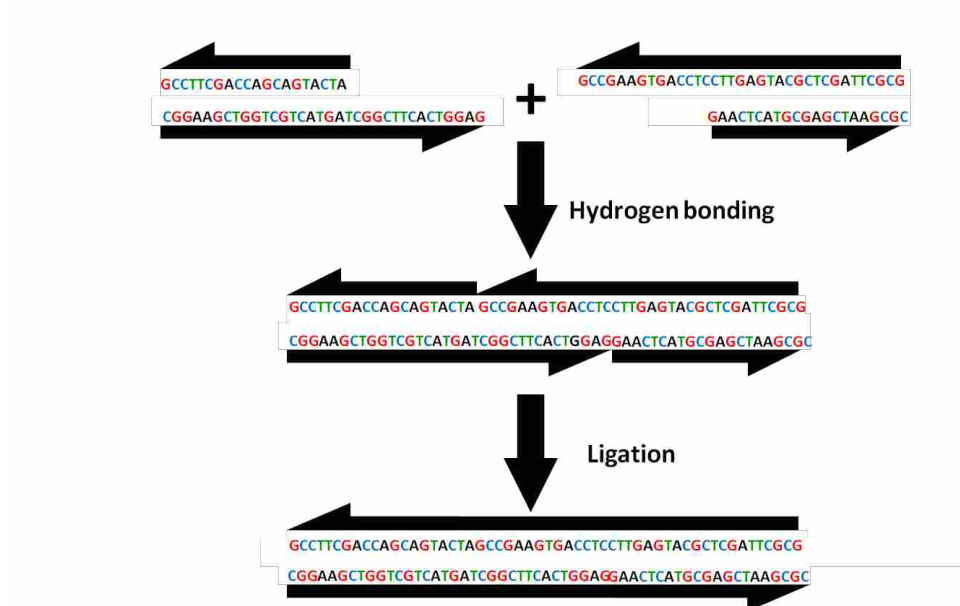 GCCTTCGACCAGCAGTACTA
CGGAAGCTGGTCGTCATGATCGGCTTCACTGGAG
+
GCCGAAGTGACCTCCTTGAGTACGCTCGATTCGCG
GAACTCATGCGAGCTAAGCGC
Hydrogen bonding
GCCTTCGACCAGCAGTACTA GCCGAAGTGACCTCCTTGAGTACGCTCGATTCGCG
CGGAAGCTGGTCGTCATGATCGGCTTCACTGGAGGAACTCATGCGAGCTAAGCGC
Ligation
GCCTTCGACCAGCAGTACTAGCCGAAGTGACCTCCTTGAGTACGCTCGATTCGCG
CGGAAGCTGGTCGTCATGATCGGCTTCACTGGAGGAACTCATGCGAGCTAAGCGC